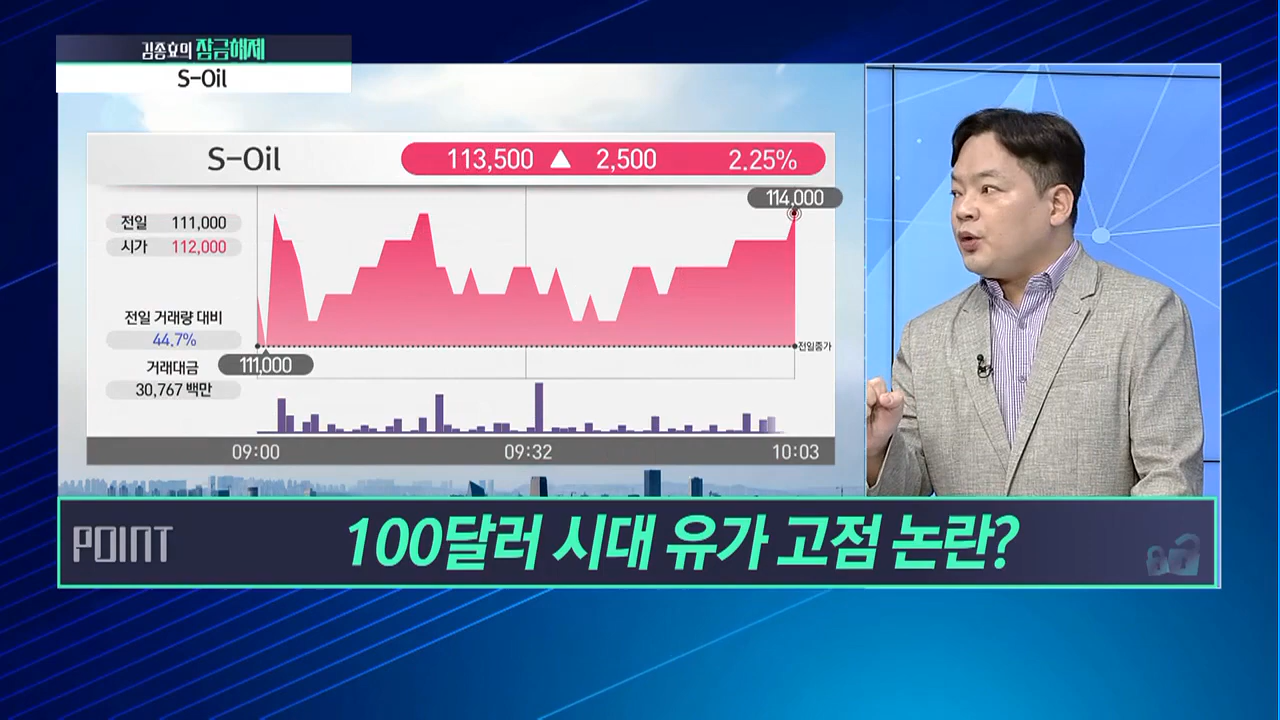 김종효의 잠금해제
S-Oil
S-Oil 113,500 ▲ 2,500 2.25%
114,000
전일 111,000
시가 112,000
전일 거래량 대비
44.7%
전일종가
거래대금
111,000
30,767 백만
09:00 09:32 10:03
POINT 100달러 시대 유가 고점 논란?